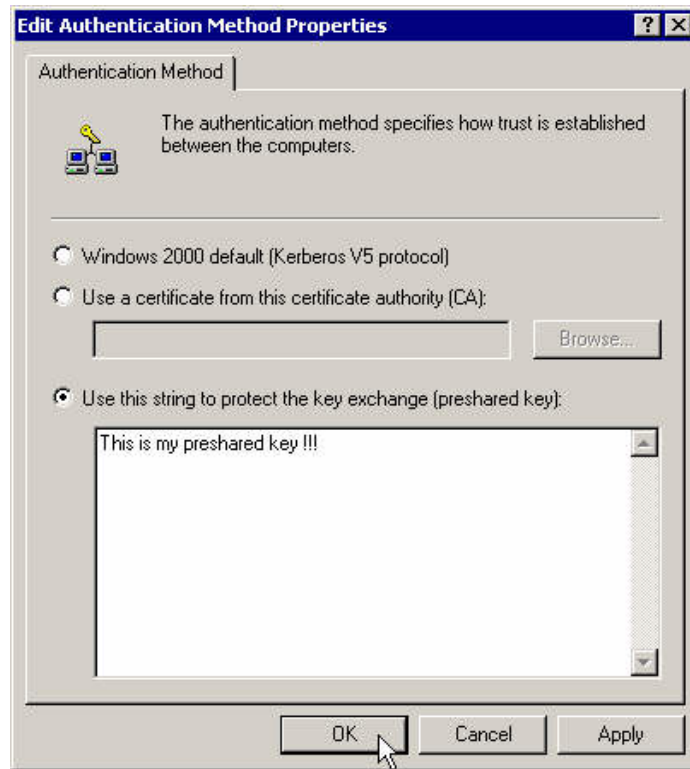 Edit Authentication Method Properties
Authentication Method
The authentication method specifies how trust is established
between the computers.
Windows 2000 default (Kerberos V5 protocol)
Use a certificate from this certificate authority (CA):
Browse...
Use this string to protect the key exchange (preshared key):
This is my preshared key !!!
OK
Cancel
Apply